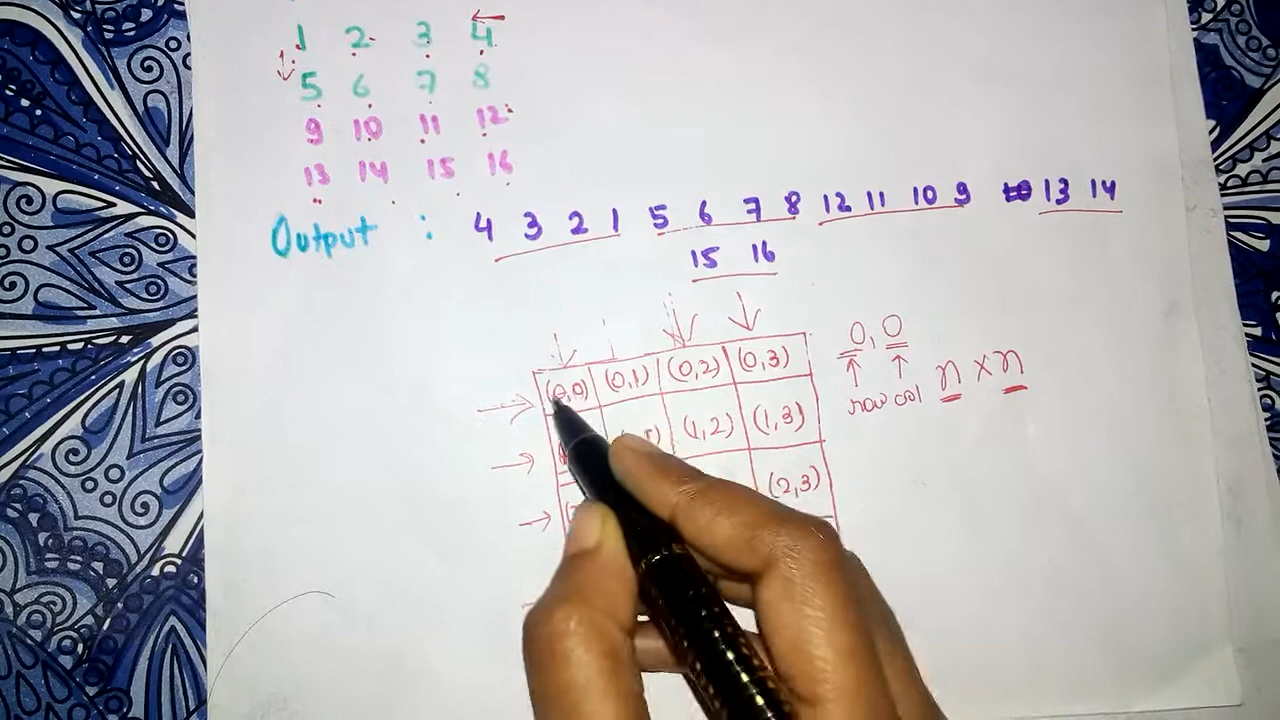 1 2 3 4
5 6 7 8
9 10 11 12
13 14 15 16
Output : 4 3 2 1 5 6 7 8 12 11 10 9 13 14
15 16
(0,0) (0,1) (0,2) (0,3)
(1,2) (1,3)
(2,3)
0, 0
row col
n x n